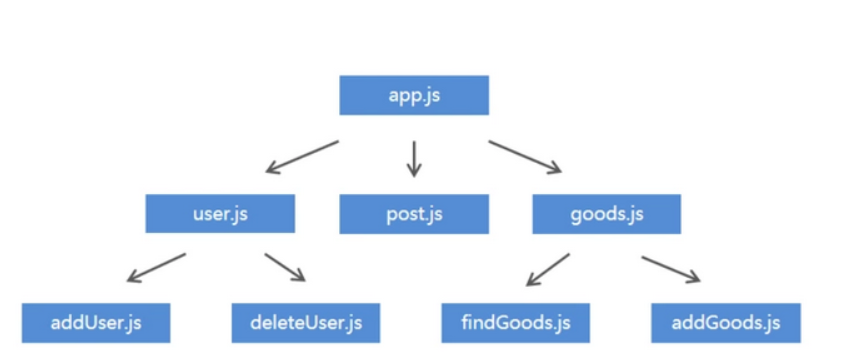 app.js
user.js
post.js
goods.js
addUser.js
deleteUser.js
findGoods.js
addGoods.js